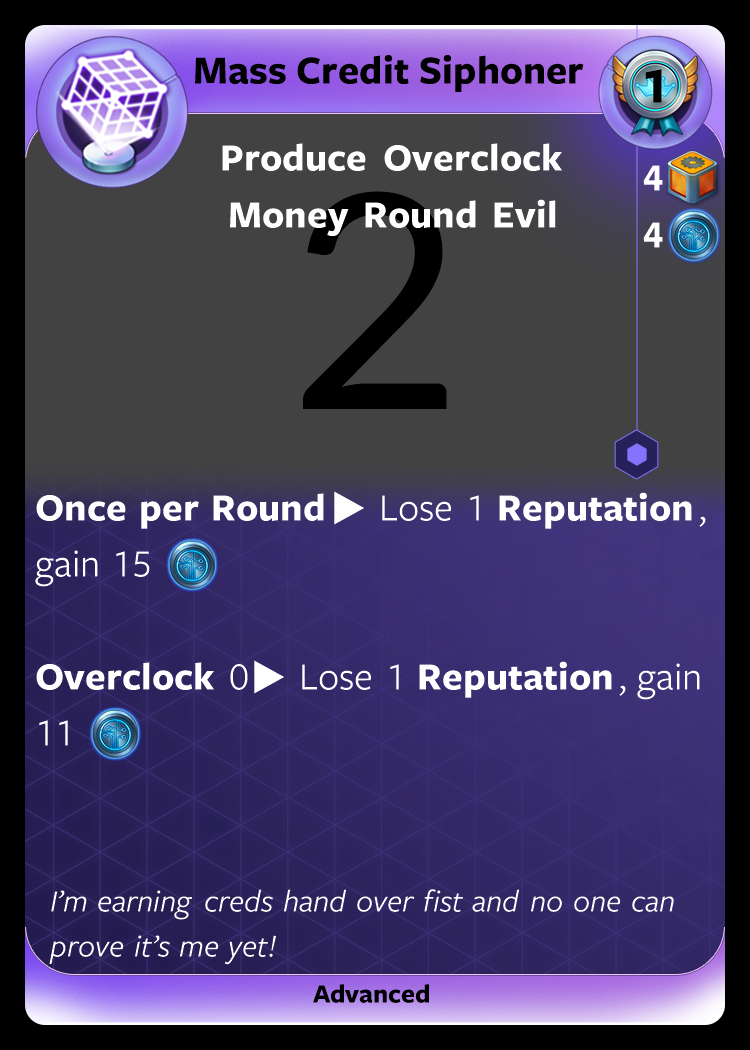 Mass Credit Siphoner
1
Produce Overclock
Money Round Evil
4
4
2
Once per Round▶ Lose 1 Reputation,
gain 15
Overclock 0▶ Lose 1 Reputation, gain
11
I'm earning creds hand over fist and no one can
prove it's me yet!
Advanced